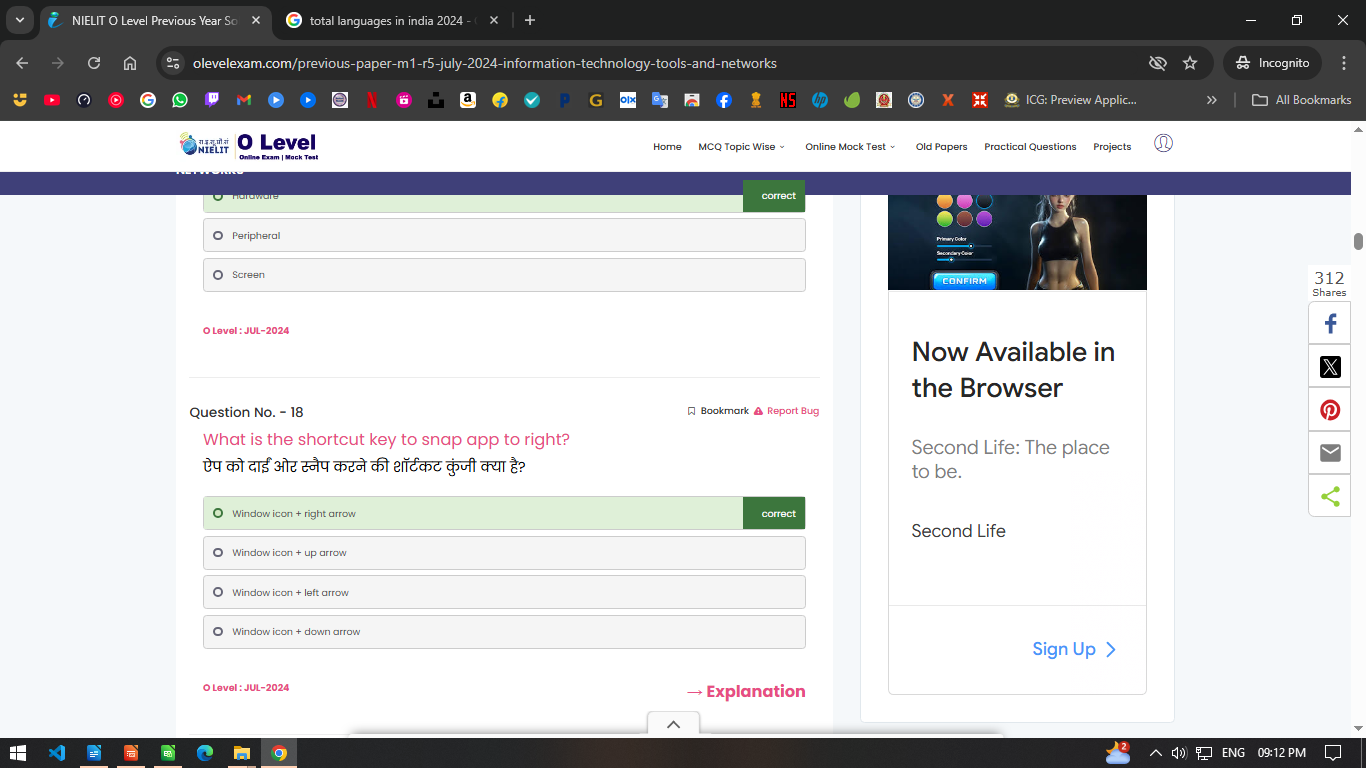 NIELIT O Level Previous Year So
total languages in india 2024 -
olevelexam.com/previous-paper-m1-r5-july-2024-information-technology-tools-and-networks
Incognito
ICG: Preview Applic...
All Bookmarks
NIELIT
O Level
Online Exam | Mock Test
Home
MCQ Topic Wise
Online Mock Test
Old Papers
Practical Questions
Projects
NETWORKS
Hardware
correct
Peripheral
Screen
O Level : JUL-2024
Question No. - 18
Bookmark
Report Bug
What is the shortcut key to snap app to right?
ऐप को दाईं ओर स्नैप करने की शॉर्टकट कुंजी क्या है?
Window icon + right arrow
correct
Window icon + up arrow
Window icon + left arrow
Window icon + down arrow
O Level : JUL-2024
→ Explanation
Primary Color
Secondary Color
CONFIRM
Now Available in
the Browser
Second Life: The place
to be.
Second Life
Sign Up
312
Shares
2
ENG
09:12 PM